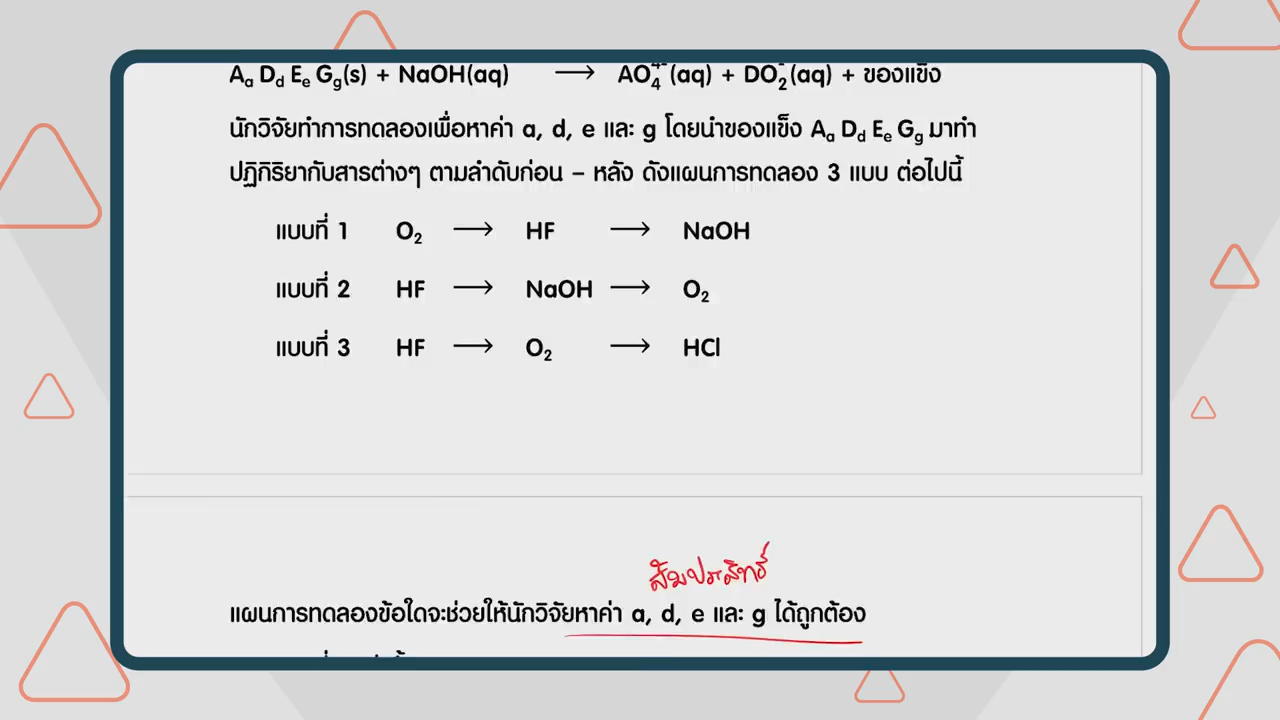 AₐD_dEₑG_g(s) + NaOH(aq) → AO₄⁴⁻(aq) + DO₂⁻(aq) + ของแข็ง
นักวิจัยทำการทดลองเพื่อหาค่า a, d, e และ g โดยนำของแข็ง AₐD_dEₑG_g มาทำ
ปฏิกิริยากับสารต่างๆ ตามลำดับก่อน – หลัง ดังแผนการทดลอง 3 แบบ ต่อไปนี้
แบบที่ 1 O₂ → HF → NaOH
แบบที่ 2 HF → NaOH → O₂
แบบที่ 3 HF → O₂ → HCl
สัมประสิทธิ์
แผนการทดลองข้อใดจะช่วยให้นักวิจัยหาค่า a, d, e และ g ได้ถูกต้อง